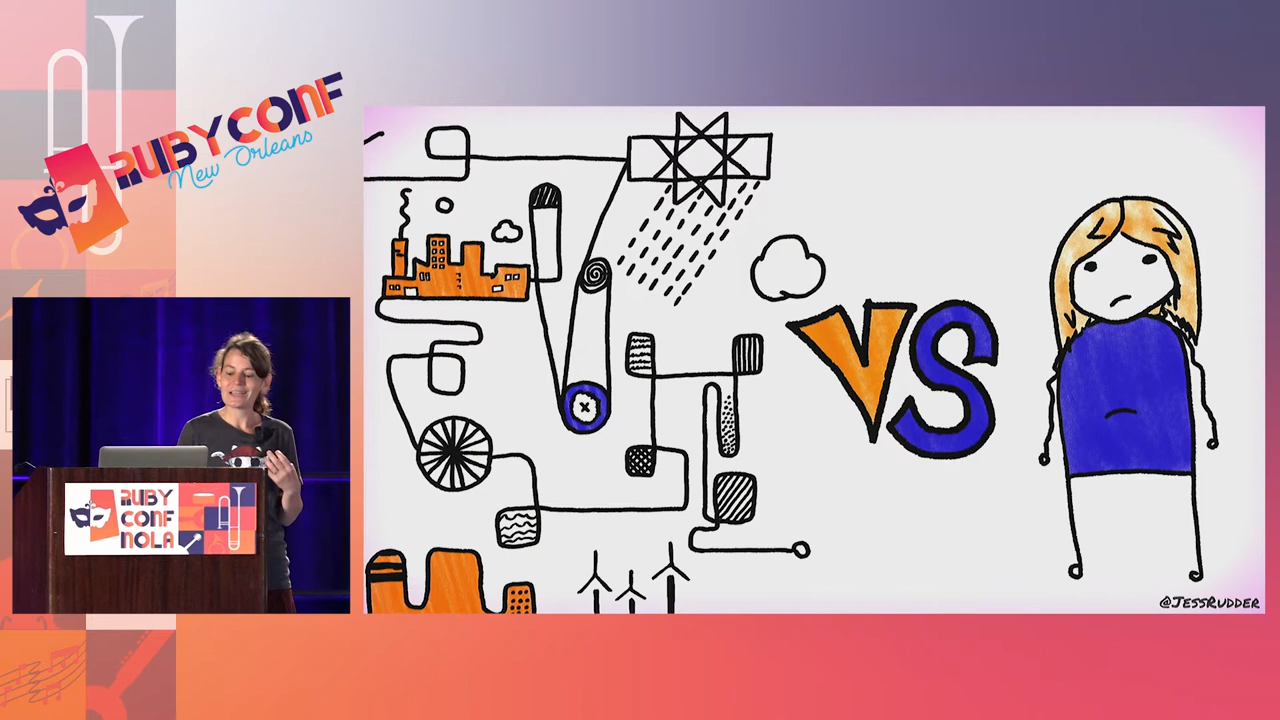 RUBYCONF
New Orleans
VS
RUBY
CONF
NOLA
@JESSRUDDER